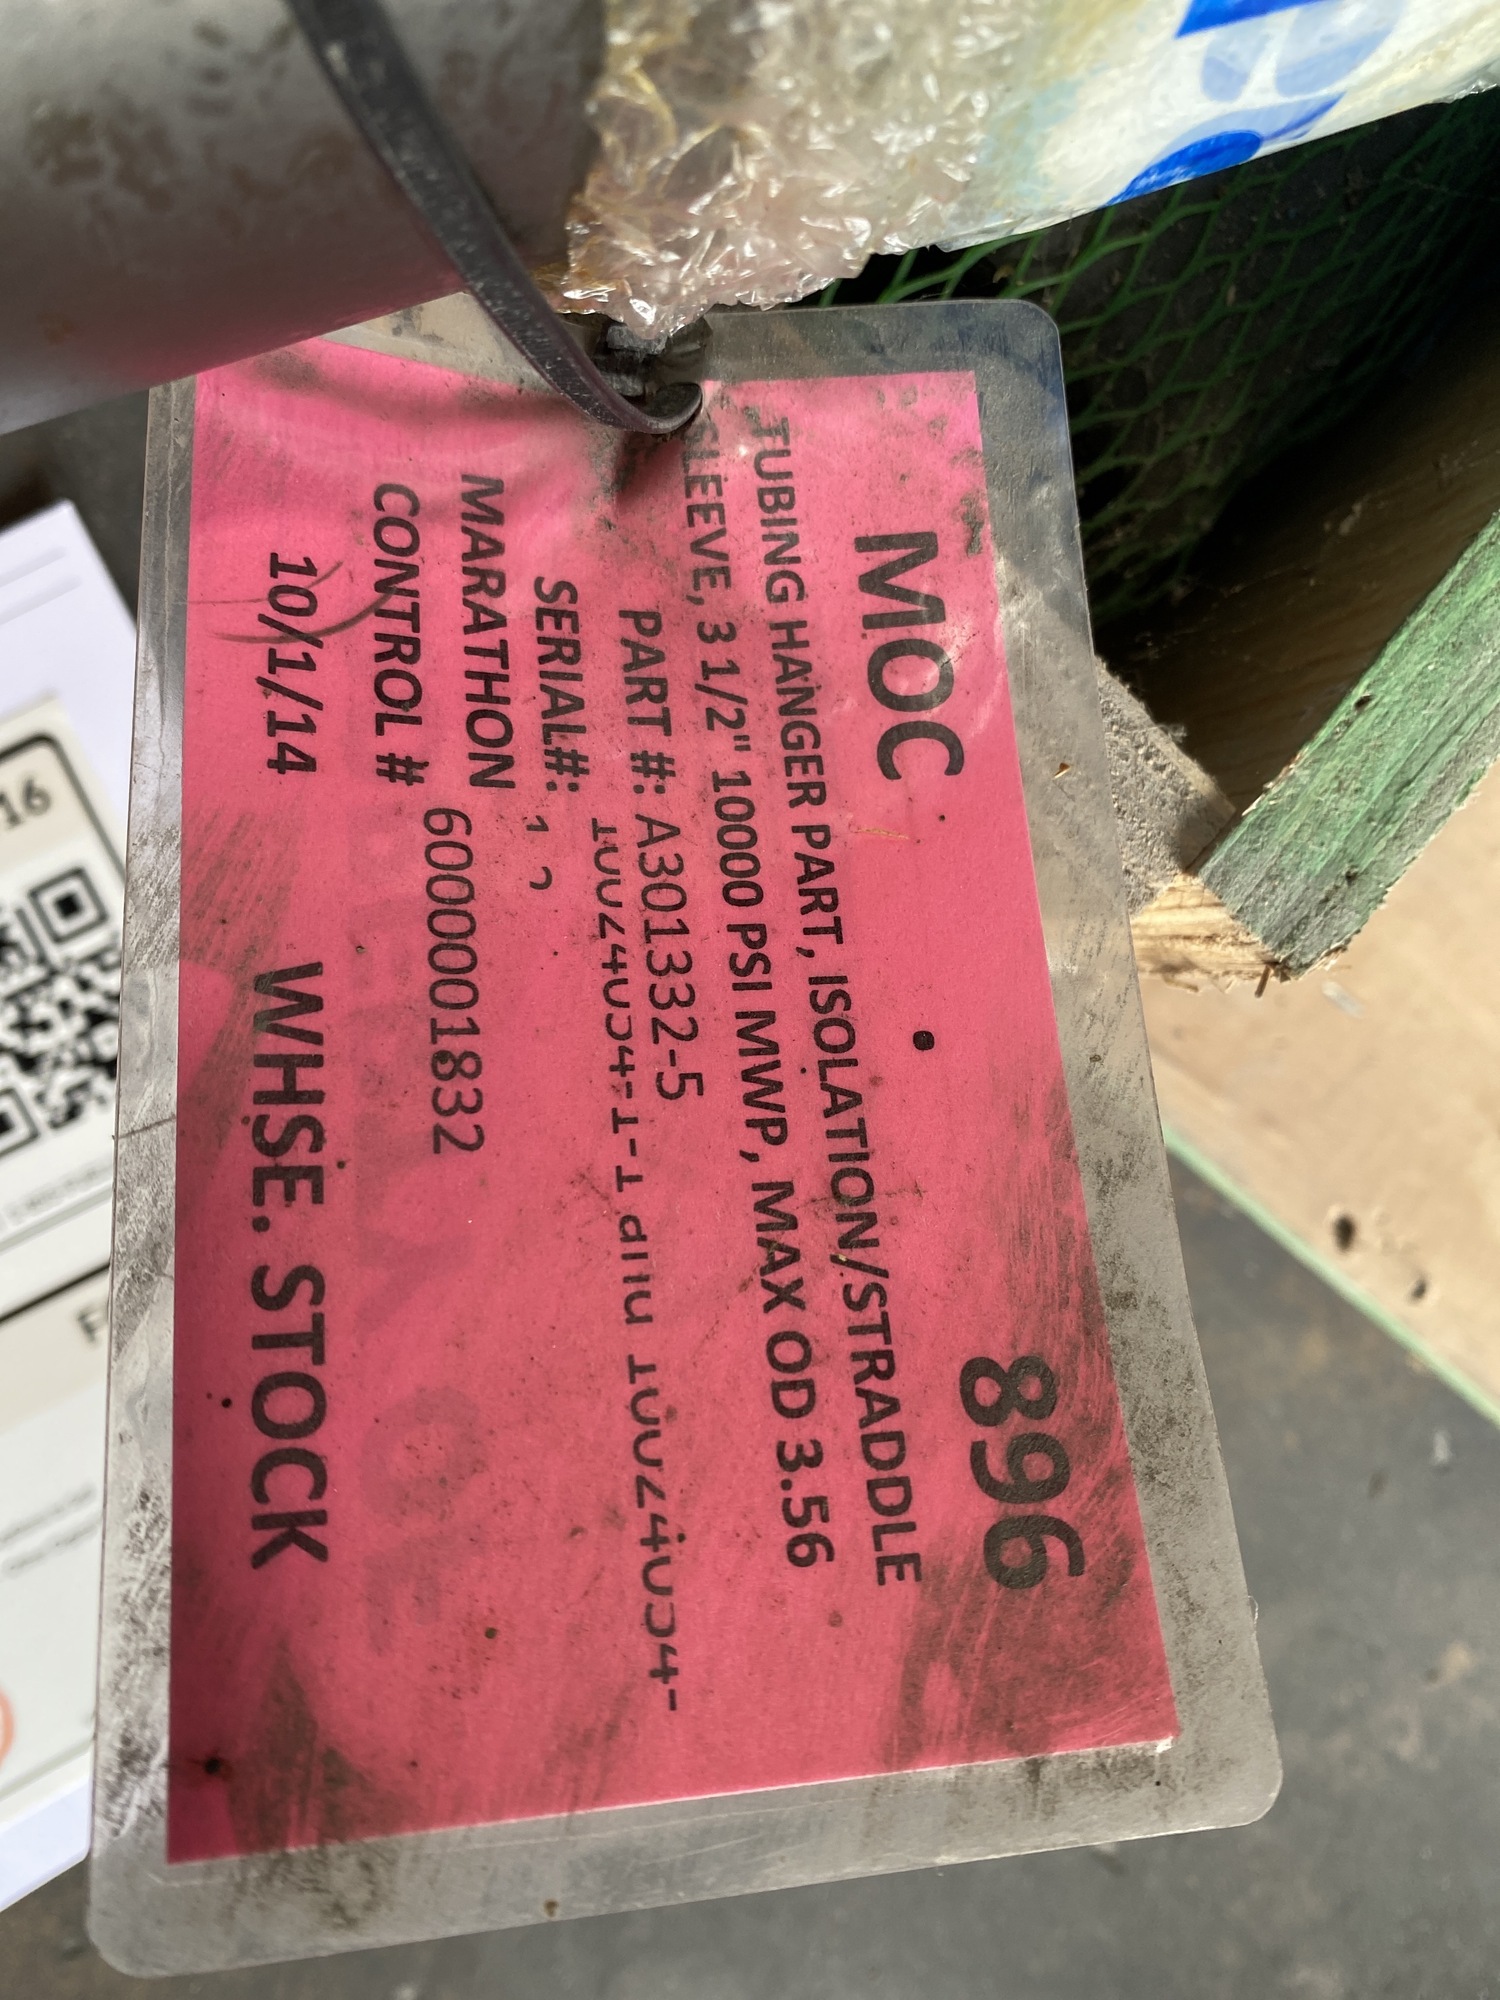 MOC 896
TUBING HANGER PART, ISOLATION/STRADDLE
SLEEVE, 3 1/2" 10000 PSI MWP, MAX OD 3.56
PART #: A301332-5
SERIAL#:
MARATHON
CONTROL # 6000001832
10/1/14 WHSE. STOCK
16